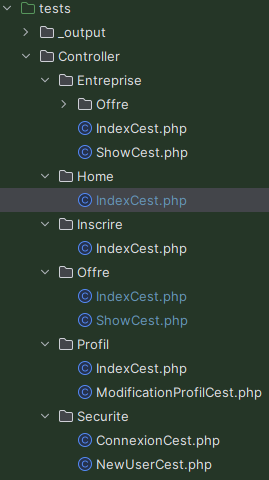 tests
_output
Controller
Entreprise
Offre
IndexCest.php
ShowCest.php
Home
IndexCest.php
Inscrire
IndexCest.php
Offre
IndexCest.php
ShowCest.php
Profil
IndexCest.php
ModificationProfilCest.php
Securite
ConnexionCest.php
NewUserCest.php